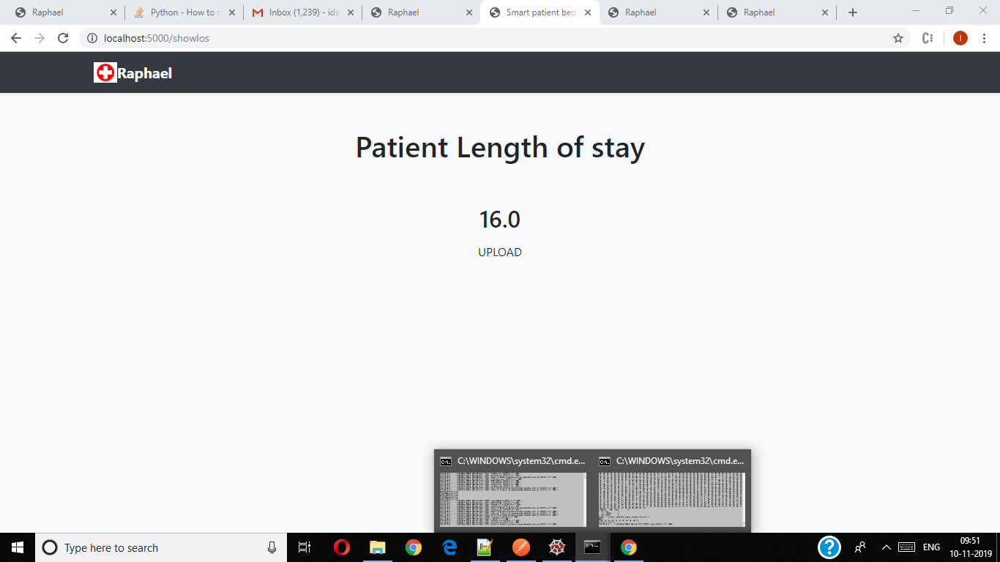 Raphael
Python - How to r
Inbox (1,239) - ids
Raphael
Smart patient bed
Raphael
Raphael
localhost:5000/showlos
I
Raphael
Patient Length of stay
16.0
UPLOAD
C:\WINDOWS\system32\cmd.e...
C:\WINDOWS\system32\cmd.e...
Type here to search
ENG
09:51
10-11-2019